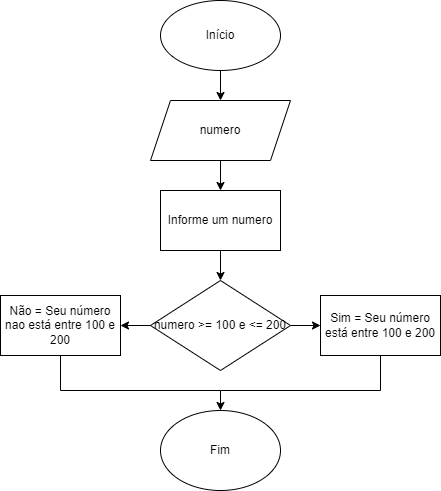 Início
numero
Informe um numero
numero >= 100 e <= 200
Não = Seu número
nao está entre 100 e
200
Sim = Seu número
está entre 100 e 200
Fim